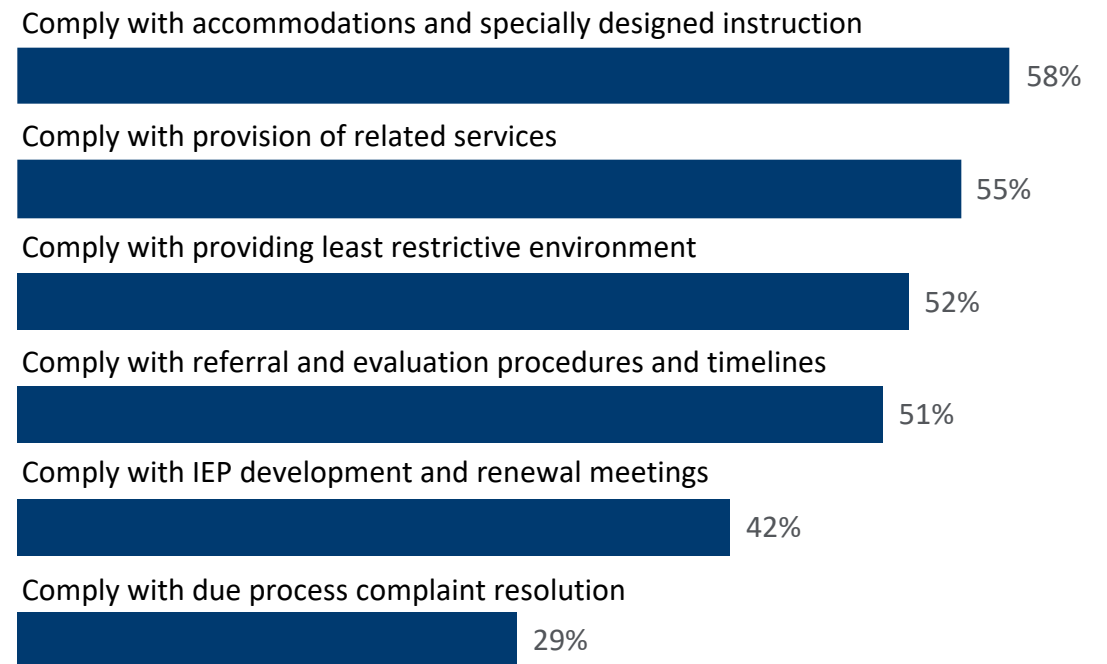 Comply with accommodations and specially designed instruction
58%
Comply with provision of related services
55%
Comply with providing least restrictive environment
52%
Comply with referral and evaluation procedures and timelines
51%
Comply with IEP development and renewal meetings
42%
Comply with due process complaint resolution
29%